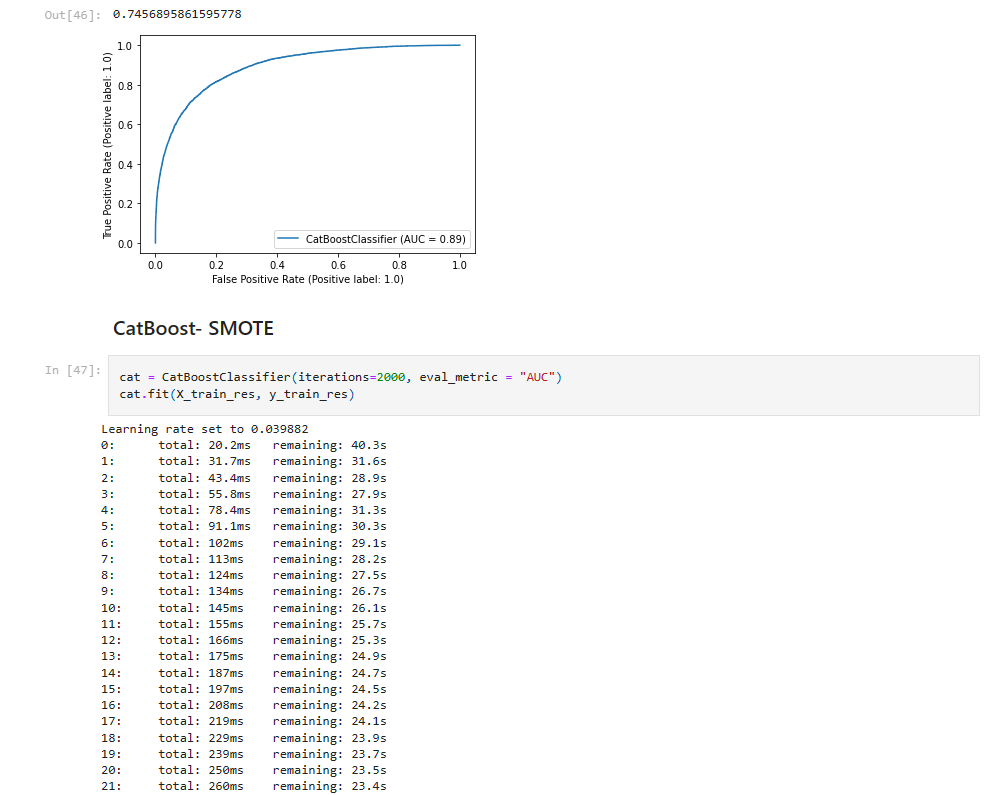 Out[46]: 0.7456895861595778
1.0
0.8
0.6
0.4
0.2
0.0
True Positive Rate (Positive label: 1.0)
CatBoostClassifier (AUC = 0.89)
0.0 0.2 0.4 0.6 0.8 1.0
False Positive Rate (Positive label: 1.0)
CatBoost- SMOTE
In [47]: cat = CatBoostClassifier(iterations=2000, eval_metric = "AUC")
cat.fit(X_train_res, y_train_res)
Learning rate set to 0.039882
0: total: 20.2ms remaining: 40.3s
1: total: 31.7ms remaining: 31.6s
2: total: 43.4ms remaining: 28.9s
3: total: 55.8ms remaining: 27.9s
4: total: 78.4ms remaining: 31.3s
5: total: 91.1ms remaining: 30.3s
6: total: 102ms remaining: 29.1s
7: total: 113ms remaining: 28.2s
8: total: 124ms remaining: 27.5s
9: total: 134ms remaining: 26.7s
10: total: 145ms remaining: 26.1s
11: total: 155ms remaining: 25.7s
12: total: 166ms remaining: 25.3s
13: total: 175ms remaining: 24.9s
14: total: 187ms remaining: 24.7s
15: total: 197ms remaining: 24.5s
16: total: 208ms remaining: 24.2s
17: total: 219ms remaining: 24.1s
18: total: 229ms remaining: 23.9s
19: total: 239ms remaining: 23.7s
20: total: 250ms remaining: 23.5s
21: total: 260ms remaining: 23.4s